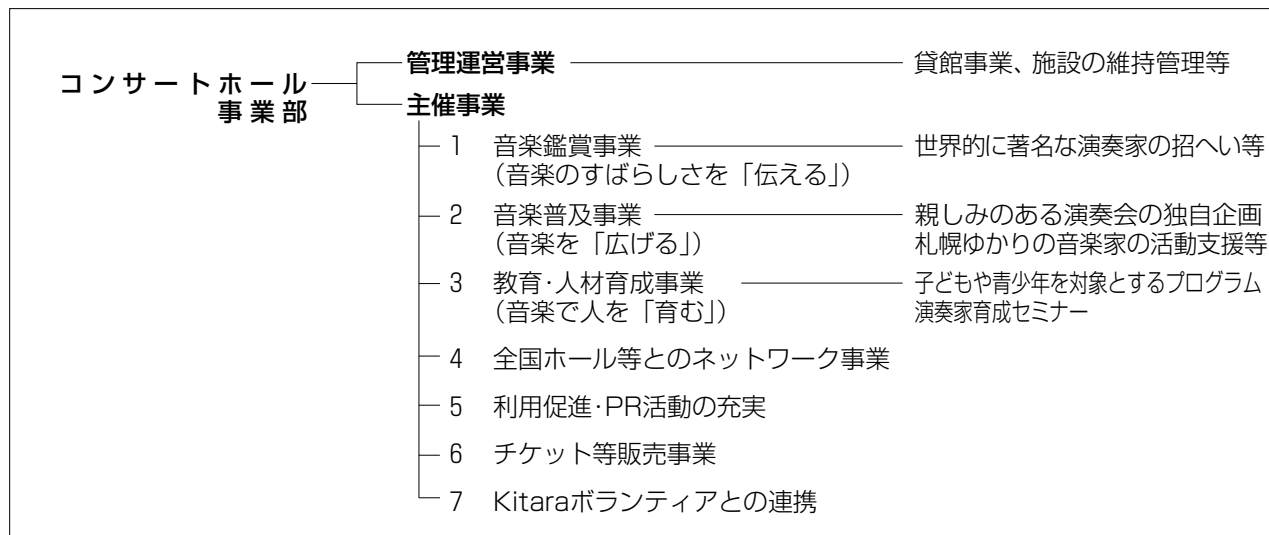 コンサートホール
事業部
管理運営事業 貸館事業、施設の維持管理等
主催事業
1 音楽鑑賞事業 世界的に著名な演奏家の招へい等
（音楽のすばらしさを「伝える」）
2 音楽普及事業 親しみのある演奏会の独自企画
（音楽を「広げる」） 札幌ゆかりの音楽家の活動支援等
3 教育・人材育成事業 子どもや青少年を対象とするプログラム
（音楽で人を「育む」） 演奏家育成セミナー
4 全国ホール等とのネットワーク事業
5 利用促進・PR活動の充実
6 チケット等販売事業
7 Kitaraボランティアとの連携